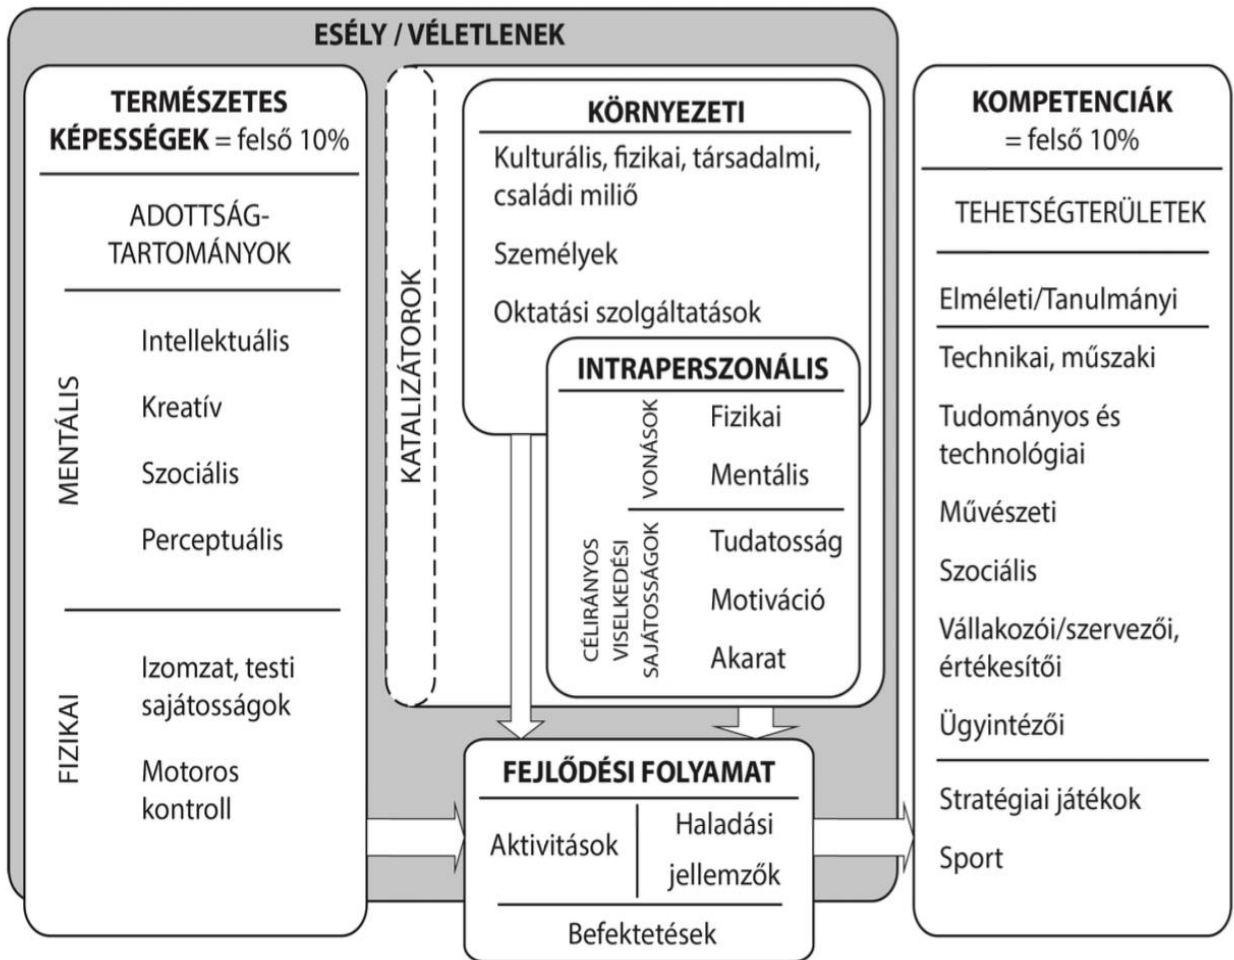 ESÉLY / VÉLETLENEK
TERMÉSZETES
KÉPESSÉGEK = felső 10%
ADOTTSÁG-
TARTOMÁNYOK
MENTÁLIS
Intellektuális
Kreatív
Szociális
Perceptuális
FIZIKAI
Izomzat, testi
sajátosságok
Motoros
kontroll
KATALIZÁTOROK
KÖRNYEZETI
Kulturális, fizikai, társadalmi,
családi miliő
Személyek
Oktatási szolgáltatások
INTRAPERSZONÁLIS
VONÁSOK
Fizikai
Mentális
CÉLIRÁNYOS
VISELKEDÉSI
SAJÁTOSSÁGOK
Tudatosság
Motiváció
Akarat
FEJLŐDÉSI FOLYAMAT
Aktivitások
Haladási
jellemzők
Befektetések
KOMPETENCIÁK
= felső 10%
TEHETSÉGTERÜLETEK
Elméleti/Tanulmányi
Technikai, műszaki
Tudományos és
technológiai
Művészeti
Szociális
Vállakozói/szervezői,
értékesítői
Ügyintézői
Stratégiai játékok
Sport